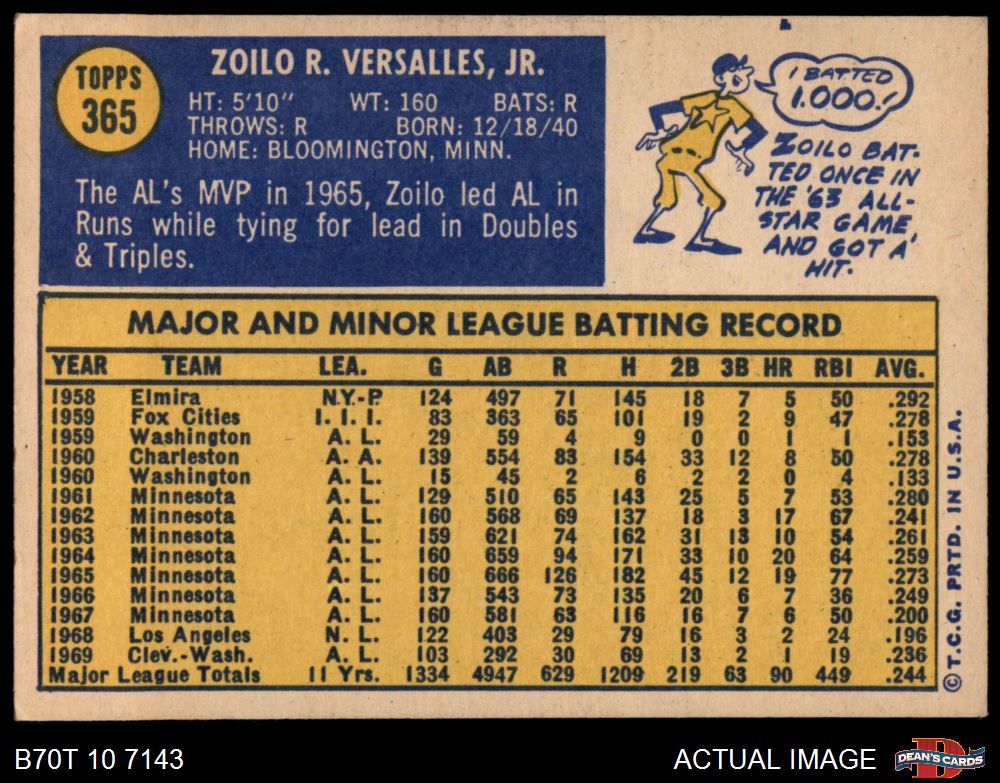 TOPPS
365
ZOILO R. VERSALLES, JR.
HT: 5'10" WT: 160 BATS: R
THROWS: R BORN: 12/18/40
HOME: BLOOMINGTON, MINN.
The AL's MVP in 1965, Zoilo led AL in
Runs while tying for lead in Doubles
& Triples.
I BATTED
1.000!
ZOILO BAT-
TED ONCE IN
THE '63 ALL-
STAR GAME,
AND GOT A
HIT.
MAJOR AND MINOR LEAGUE BATTING RECORD
YEAR TEAM LEA. G AB R H 2B 3B HR RBI AVG.
1958 Elmira N.Y.-P. 124 497 71 145 18 7 5 50 .292
1959 Fox Cities I. I. I. 83 363 65 101 19 2 9 47 .278
1959 Washington A. L. 29 59 4 9 0 0 1 1 .153
1960 Charleston A. A. 139 554 83 154 33 12 8 50 .278
1960 Washington A. L. 15 45 2 6 2 2 0 4 .133
1961 Minnesota A. L. 129 510 65 143 25 5 7 53 .280
1962 Minnesota A. L. 160 568 69 137 18 3 17 67 .241
1963 Minnesota A. L. 159 621 74 162 31 13 10 54 .261
1964 Minnesota A. L. 160 659 94 171 33 10 20 64 .259
1965 Minnesota A. L. 160 666 126 182 45 12 19 77 .273
1966 Minnesota A. L. 137 543 73 135 20 6 7 36 .249
1967 Minnesota A. L. 160 581 63 116 16 7 6 50 .200
1968 Los Angeles N. L. 122 403 29 79 16 3 2 24 .196
1969 Clev.-Wash. A. L. 103 292 30 69 13 2 1 19 .236
Major League Totals 11 Yrs. 1334 4947 629 1209 219 63 90 449 .244
© T.C.G. PRTD. IN U.S.A.
B70T 10 7143
ACTUAL IMAGE
DEAN'S CARDS